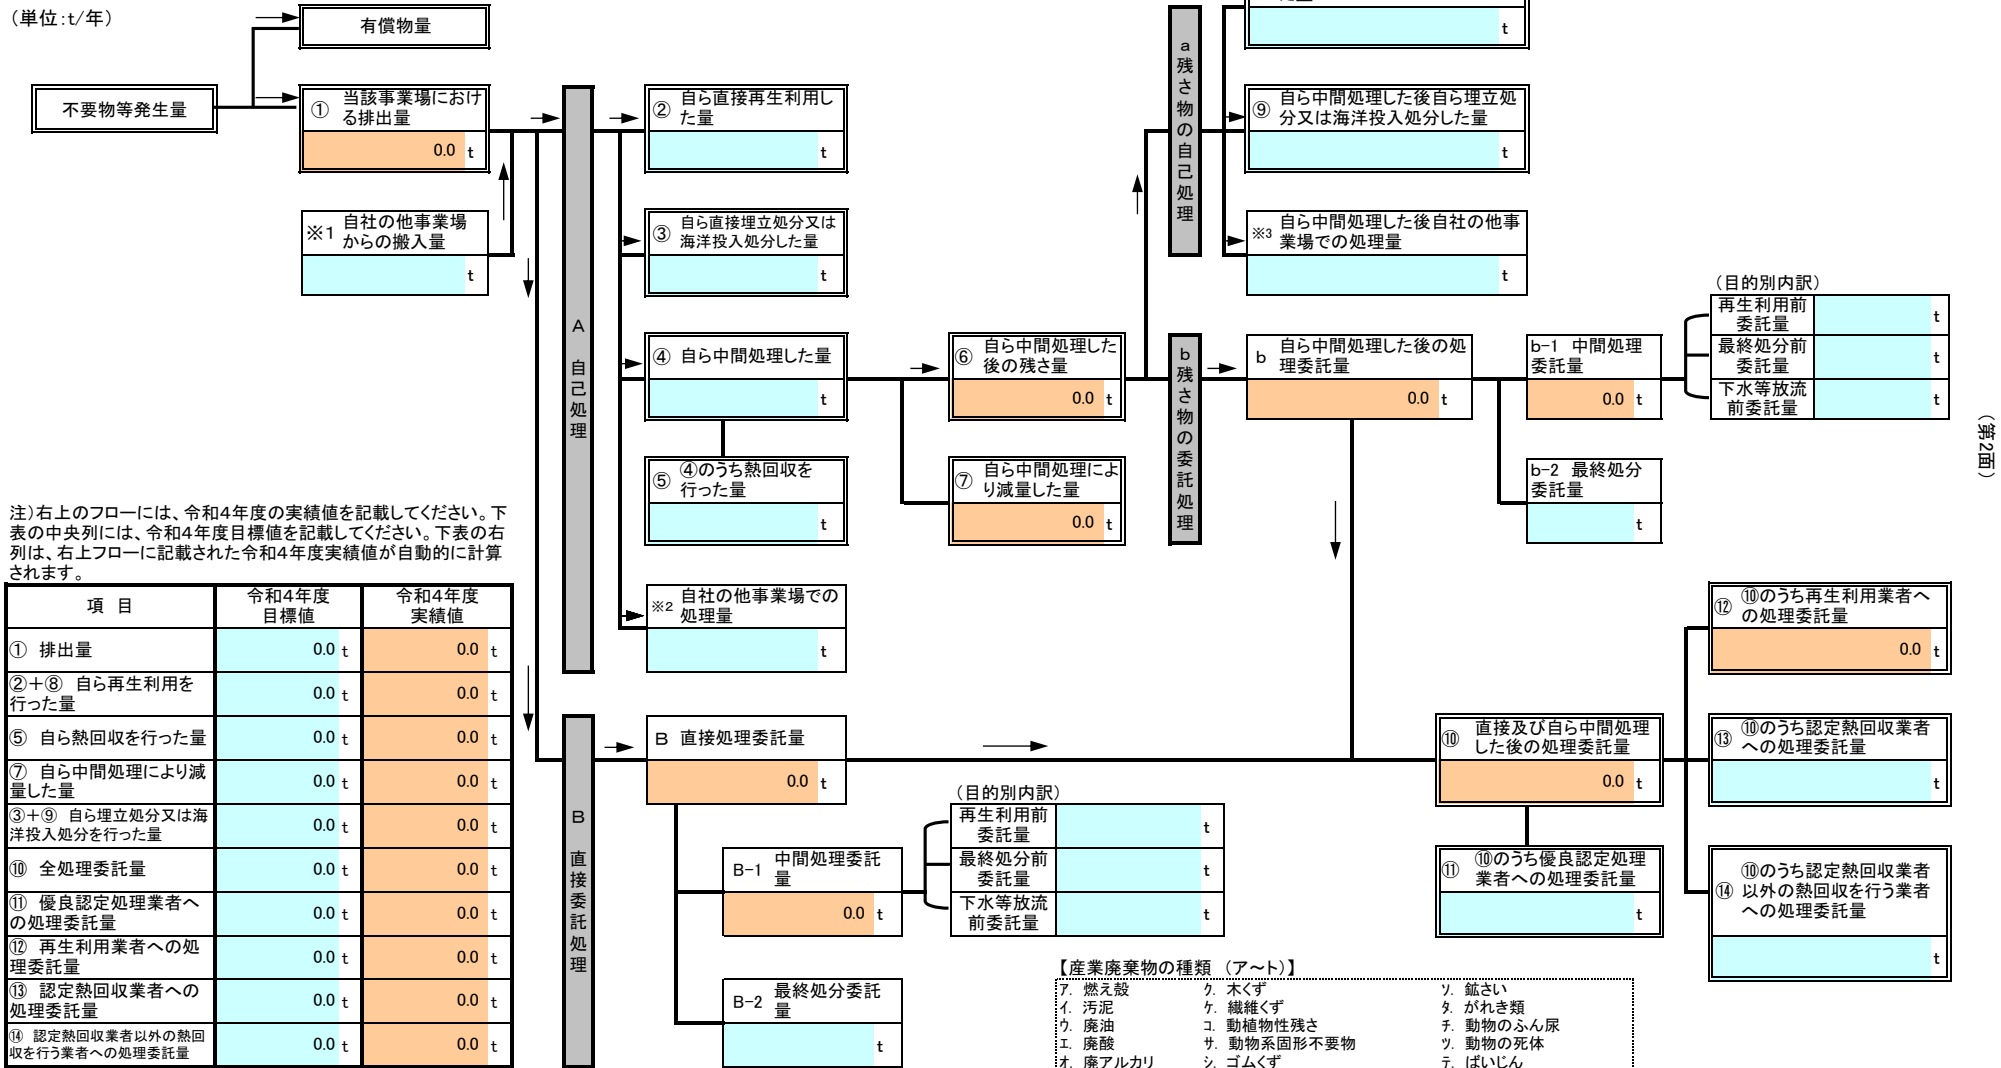 (単位:t/年)
有償物量
不要物等発生量
① 当該事業場におけ
る排出量
0.0 t
※1 自社の他事業場
からの搬入量
t
A 自己処理
② 自ら直接再生利用し
た量
t
③ 自ら直接埋立処分又は
海洋投入処分した量
t
④ 自ら中間処理した量
t
⑤ ④のうち熱回収を
行った量
t
※2 自社の他事業場での
処理量
t
⑥ 自ら中間処理した
後の残さ量
0.0 t
⑦ 自ら中間処理によ
り減量した量
0.0 t
a残さ物の自己処理
t
⑨ 自ら中間処理した後自ら埋立処
分又は海洋投入処分した量
t
※3 自ら中間処理した後自社の他事
業場での処理量
t
b残さ物の委託処理
b 自ら中間処理した後の処
理委託量
0.0 t
b-1 中間処理
委託量
0.0 t
b-2 最終処分
委託量
t
(目的別内訳)
再生利用前
委託量
t
最終処分前
委託量
t
下水等放流
前委託量
t
(第2面)
注)右上のフローには、令和4年度の実績値を記載してください。下
表の中央列には、令和4年度目標値を記載してください。下表の右
列は、右上フローに記載された令和4年度実績値が自動的に計算
されます。
項 目
令和4年度
目標値
令和4年度
実績値
① 排出量
0.0 t 0.0 t
②+⑧ 自ら再生利用を
行った量
0.0 t 0.0 t
⑤ 自ら熱回収を行った量
0.0 t 0.0 t
⑦ 自ら中間処理により減
量した量
0.0 t 0.0 t
③+⑨ 自ら埋立処分又は海
洋投入処分を行った量
0.0 t 0.0 t
⑩ 全処理委託量
0.0 t 0.0 t
⑪ 優良認定処理業者へ
の処理委託量
0.0 t 0.0 t
⑫ 再生利用業者への処
理委託量
0.0 t 0.0 t
⑬ 認定熱回収業者への
処理委託量
0.0 t 0.0 t
⑭ 認定熱回収業者以外の熱回
収を行う業者への処理委託量
0.0 t 0.0 t
B 直接委託処理
B 直接処理委託量
0.0 t
B-1 中間処理委託
量
0.0 t
B-2 最終処分委託
量
t
(目的別内訳)
再生利用前
委託量
t
最終処分前
委託量
t
下水等放流
前委託量
t
⑩ 直接及び自ら中間処理
した後の処理委託量
0.0 t
⑪ ⑩のうち優良認定処理
業者への処理委託量
t
⑫ ⑩のうち再生利用業者へ
の処理委託量
0.0 t
⑬ ⑩のうち認定熱回収業者
への処理委託量
t
⑭ ⑩のうち認定熱回収業者
以外の熱回収を行う業者
への処理委託量
t
【産業廃棄物の種類 (ア~ト)】
ア. 燃え殻 ク. 木くず ソ. 鉱さい
イ. 汚泥 ケ. 繊維くず タ. がれき類
ウ. 廃油 コ. 動植物性残さ チ. 動物のふん尿
エ. 廃酸 サ. 動物系固形不要物 ツ. 動物の死体
オ. 廃アルカリ シ. ゴムくず テ. ばいじん